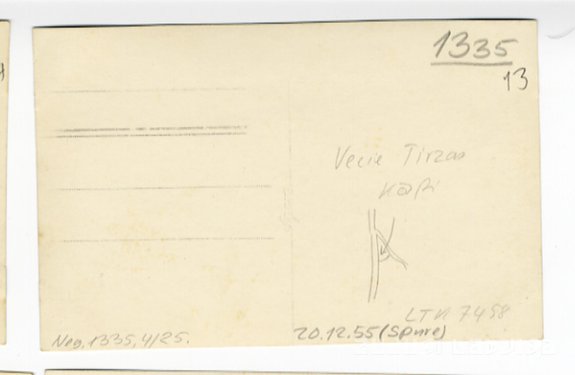 1335
13
Vecie Tirzas
kapi
LTM 7458
Neg. 1335, 4/25.
20.12.55 (Spure)